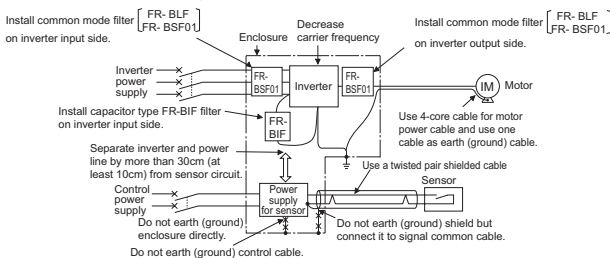 Install common mode filter
FR- BLF
FR- BSF01
on inverter input side.
Enclosure
Decrease
carrier frequency
Install common mode filter
FR- BLF
FR- BSF01
on inverter output side.
Inverter
power
supply
FR-
BSF01
Inverter
FR-
BSF01
IM
Motor
Install capacitor type FR-BIF filter
on inverter input side.
FR-
BIF
Use 4-core cable for motor
power cable and use one
cable as earth (ground) cable.
Separate inverter and power
line by more than 30cm (at
least 10cm) from sensor circuit.
Use a twisted pair shielded cable
Control
power
supply
Power
supply
for sensor
Sensor
Do not earth (ground)
enclosure directly.
Do not earth (ground) shield but
connect it to signal common cable.
Do not earth (ground) control cable.